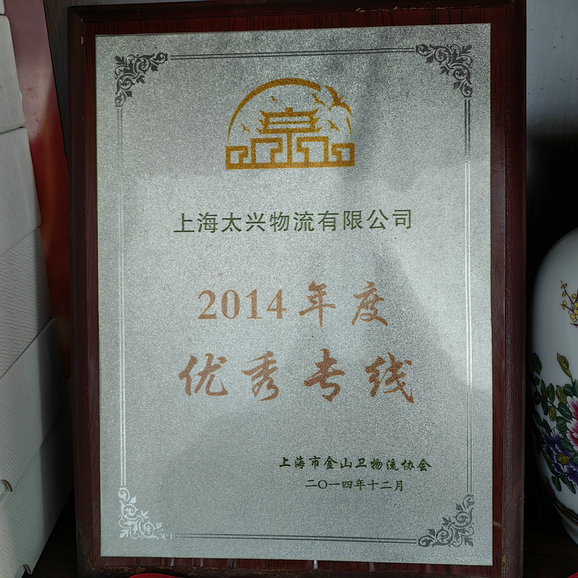 上海太兴物流有限公司
2014年度
优秀专线
上海市金山卫物流协会
二〇一四年十二月